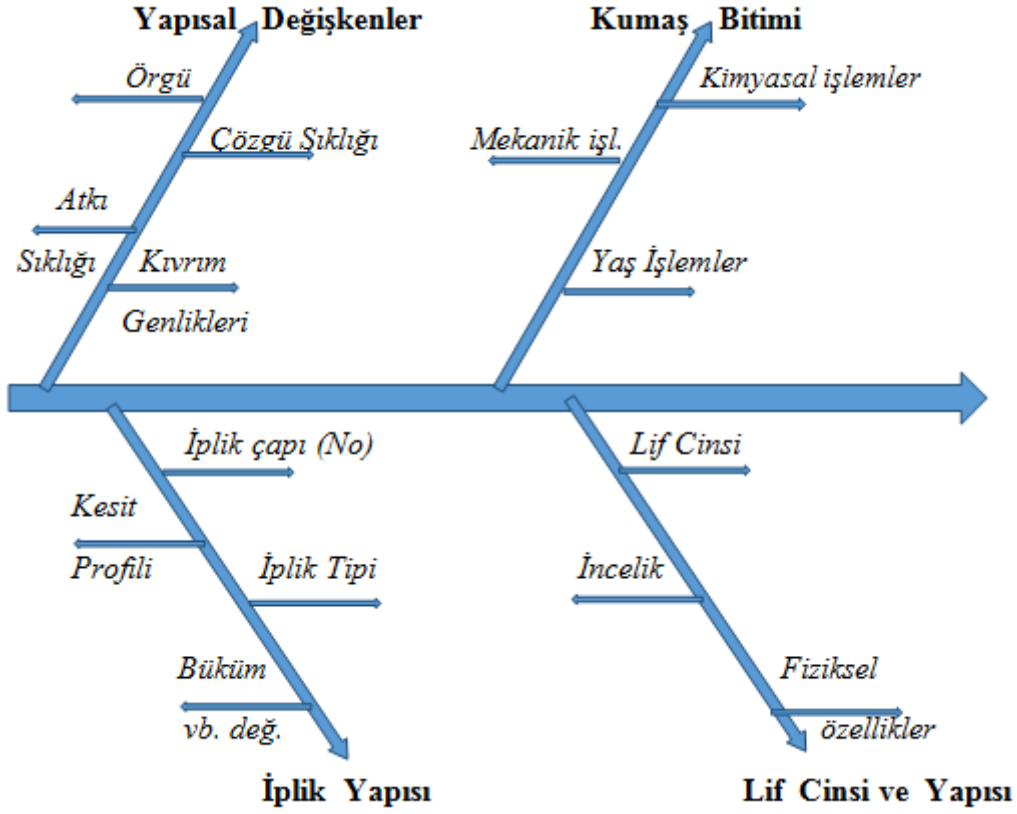 Yapısal Değişkenler
Kumaş Bitimi
Örgü
Kimyasal işlemler
Çözgü Sıklığı
Mekanik işl.
Atkı
Sıklığı
Kıvrım
Genlikleri
Yaş İşlemler
İplik çapı (No)
Lif Cinsi
Kesit
Profili
İplik Tipi
İncelik
Büküm
vb. değ.
Fiziksel
özellikler
İplik Yapısı
Lif Cinsi ve Yapısı